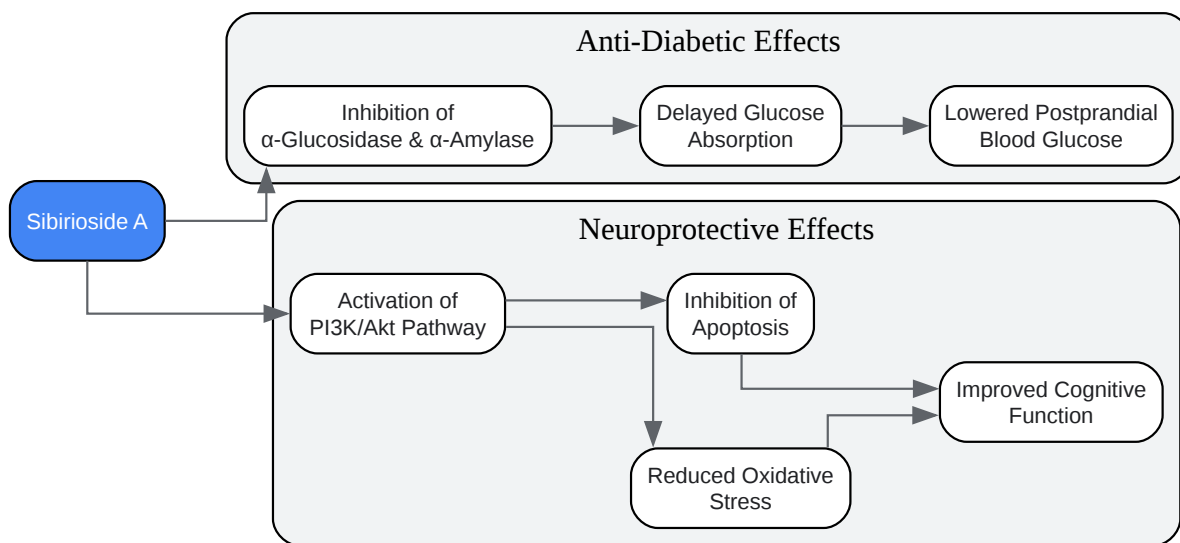 Anti-Diabetic Effects
Inhibition of
α-Glucosidase & α-Amylase
Delayed Glucose
Absorption
Lowered Postprandial
Blood Glucose
Sibirioside A
Neuroprotective Effects
Activation of
PI3K/Akt Pathway
Inhibition of
Apoptosis
Improved Cognitive
Function
Reduced Oxidative
Stress